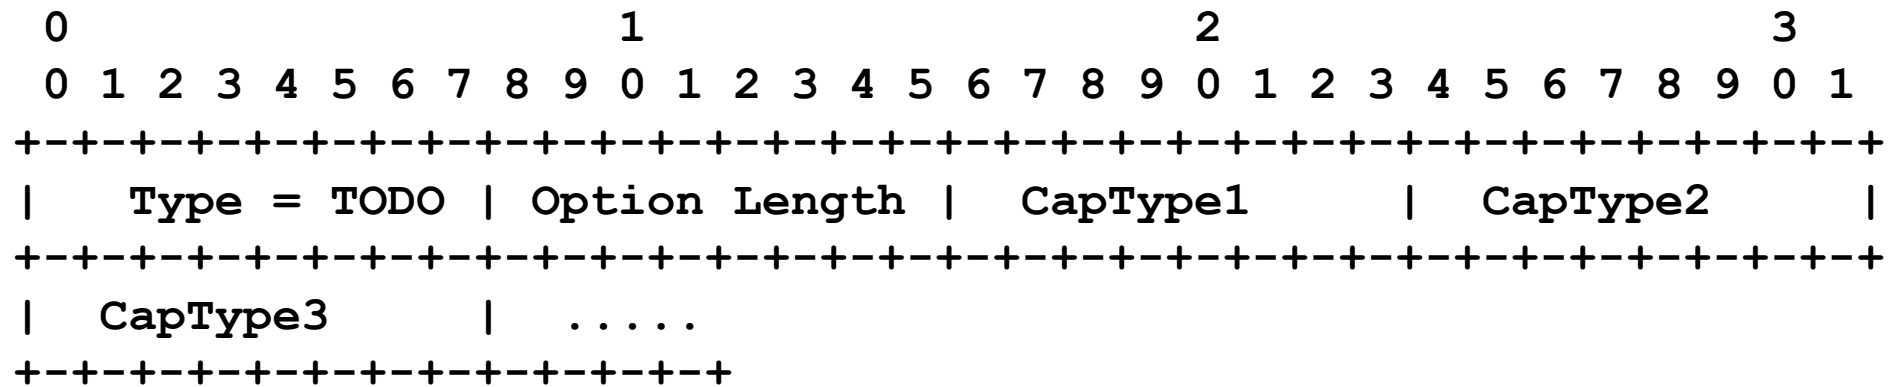 0                   1                   2                   3
 0 1 2 3 4 5 6 7 8 9 0 1 2 3 4 5 6 7 8 9 0 1 2 3 4 5 6 7 8 9 0 1
+-+-+-+-+-+-+-+-+-+-+-+-+-+-+-+-+-+-+-+-+-+-+-+-+-+-+-+-+-+-+-+-+
|   Type = TODO | Option Length |  CapType1     |  CapType2     |
+-+-+-+-+-+-+-+-+-+-+-+-+-+-+-+-+-+-+-+-+-+-+-+-+-+-+-+-+-+-+-+-+
|  CapType3     |  .....
+-+-+-+-+-+-+-+-+-+-+-+-+